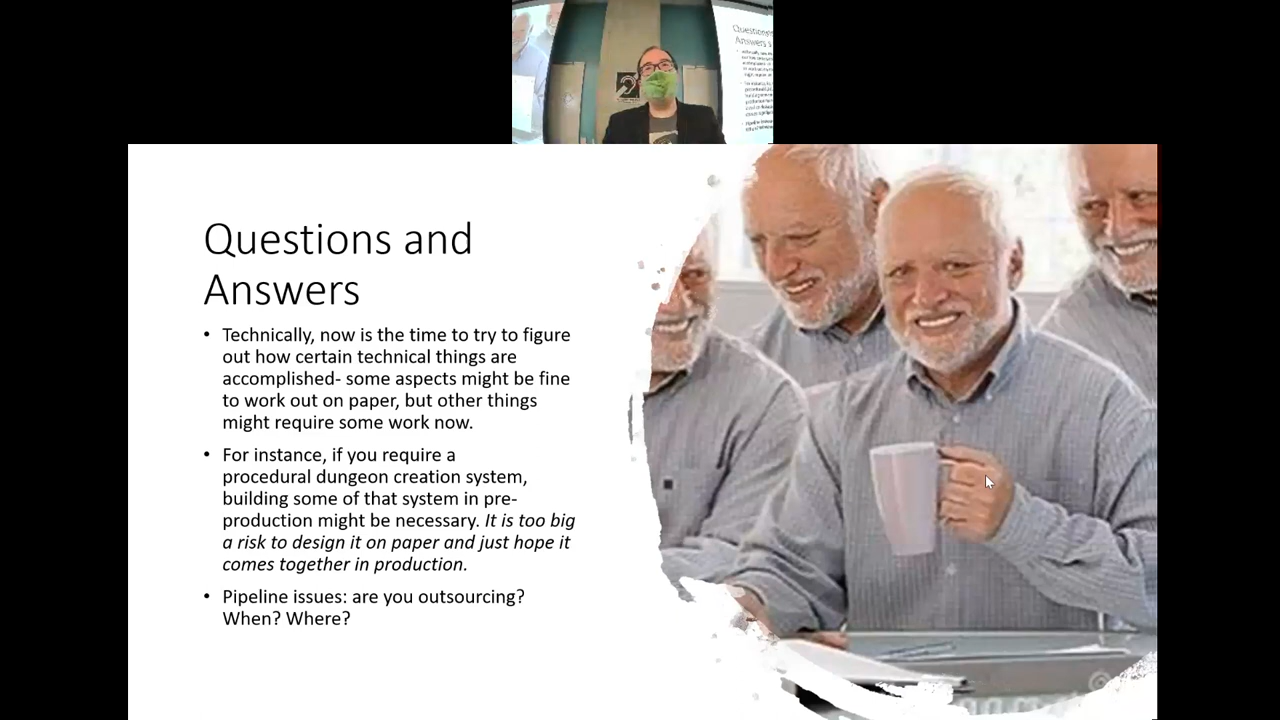 Questions and
Answers
• Technically, now is the time to try to figure
out how certain technical things are
accomplished- some aspects might be fine
to work out on paper, but other things
might require some work now.
• For instance, if you require a
procedural dungeon creation system,
building some of that system in pre-
production might be necessary. It is too big
a risk to design it on paper and just hope it
comes together in production.
• Pipeline issues: are you outsourcing?
When? Where?